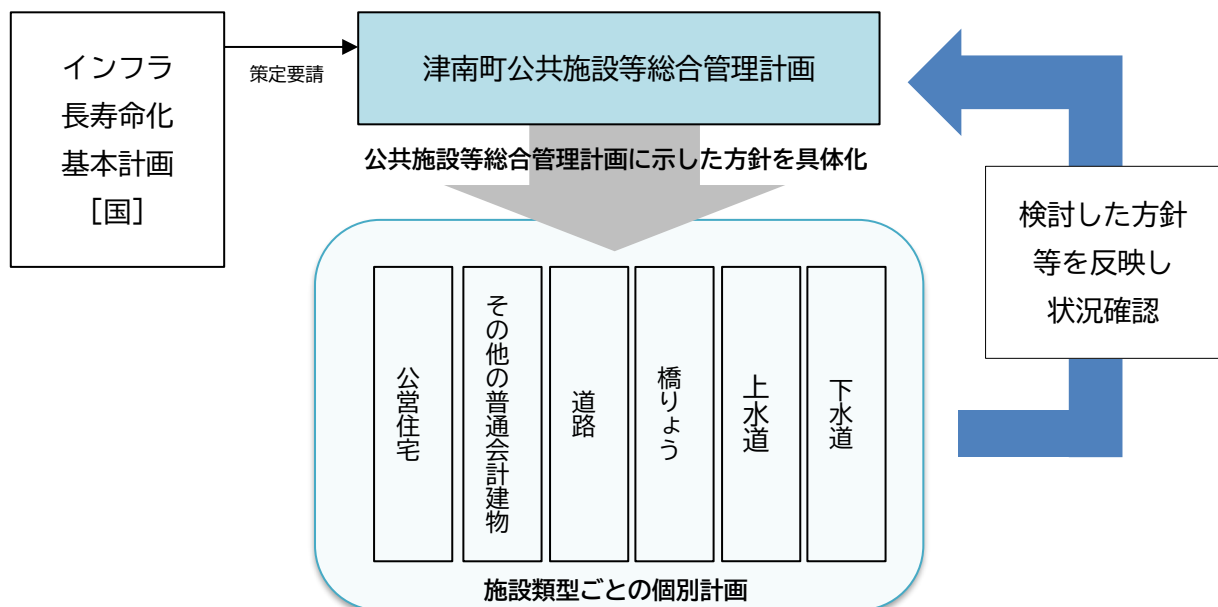 インフラ
長寿命化
基本計画
［国］
策定要請
津南町公共施設等総合管理計画
公共施設等総合管理計画に示した方針を具体化
検討した方針
等を反映し
状況確認
公営住宅
その他の普通会計建物
道路
橋りょう
上水道
下水道
施設類型ごとの個別計画